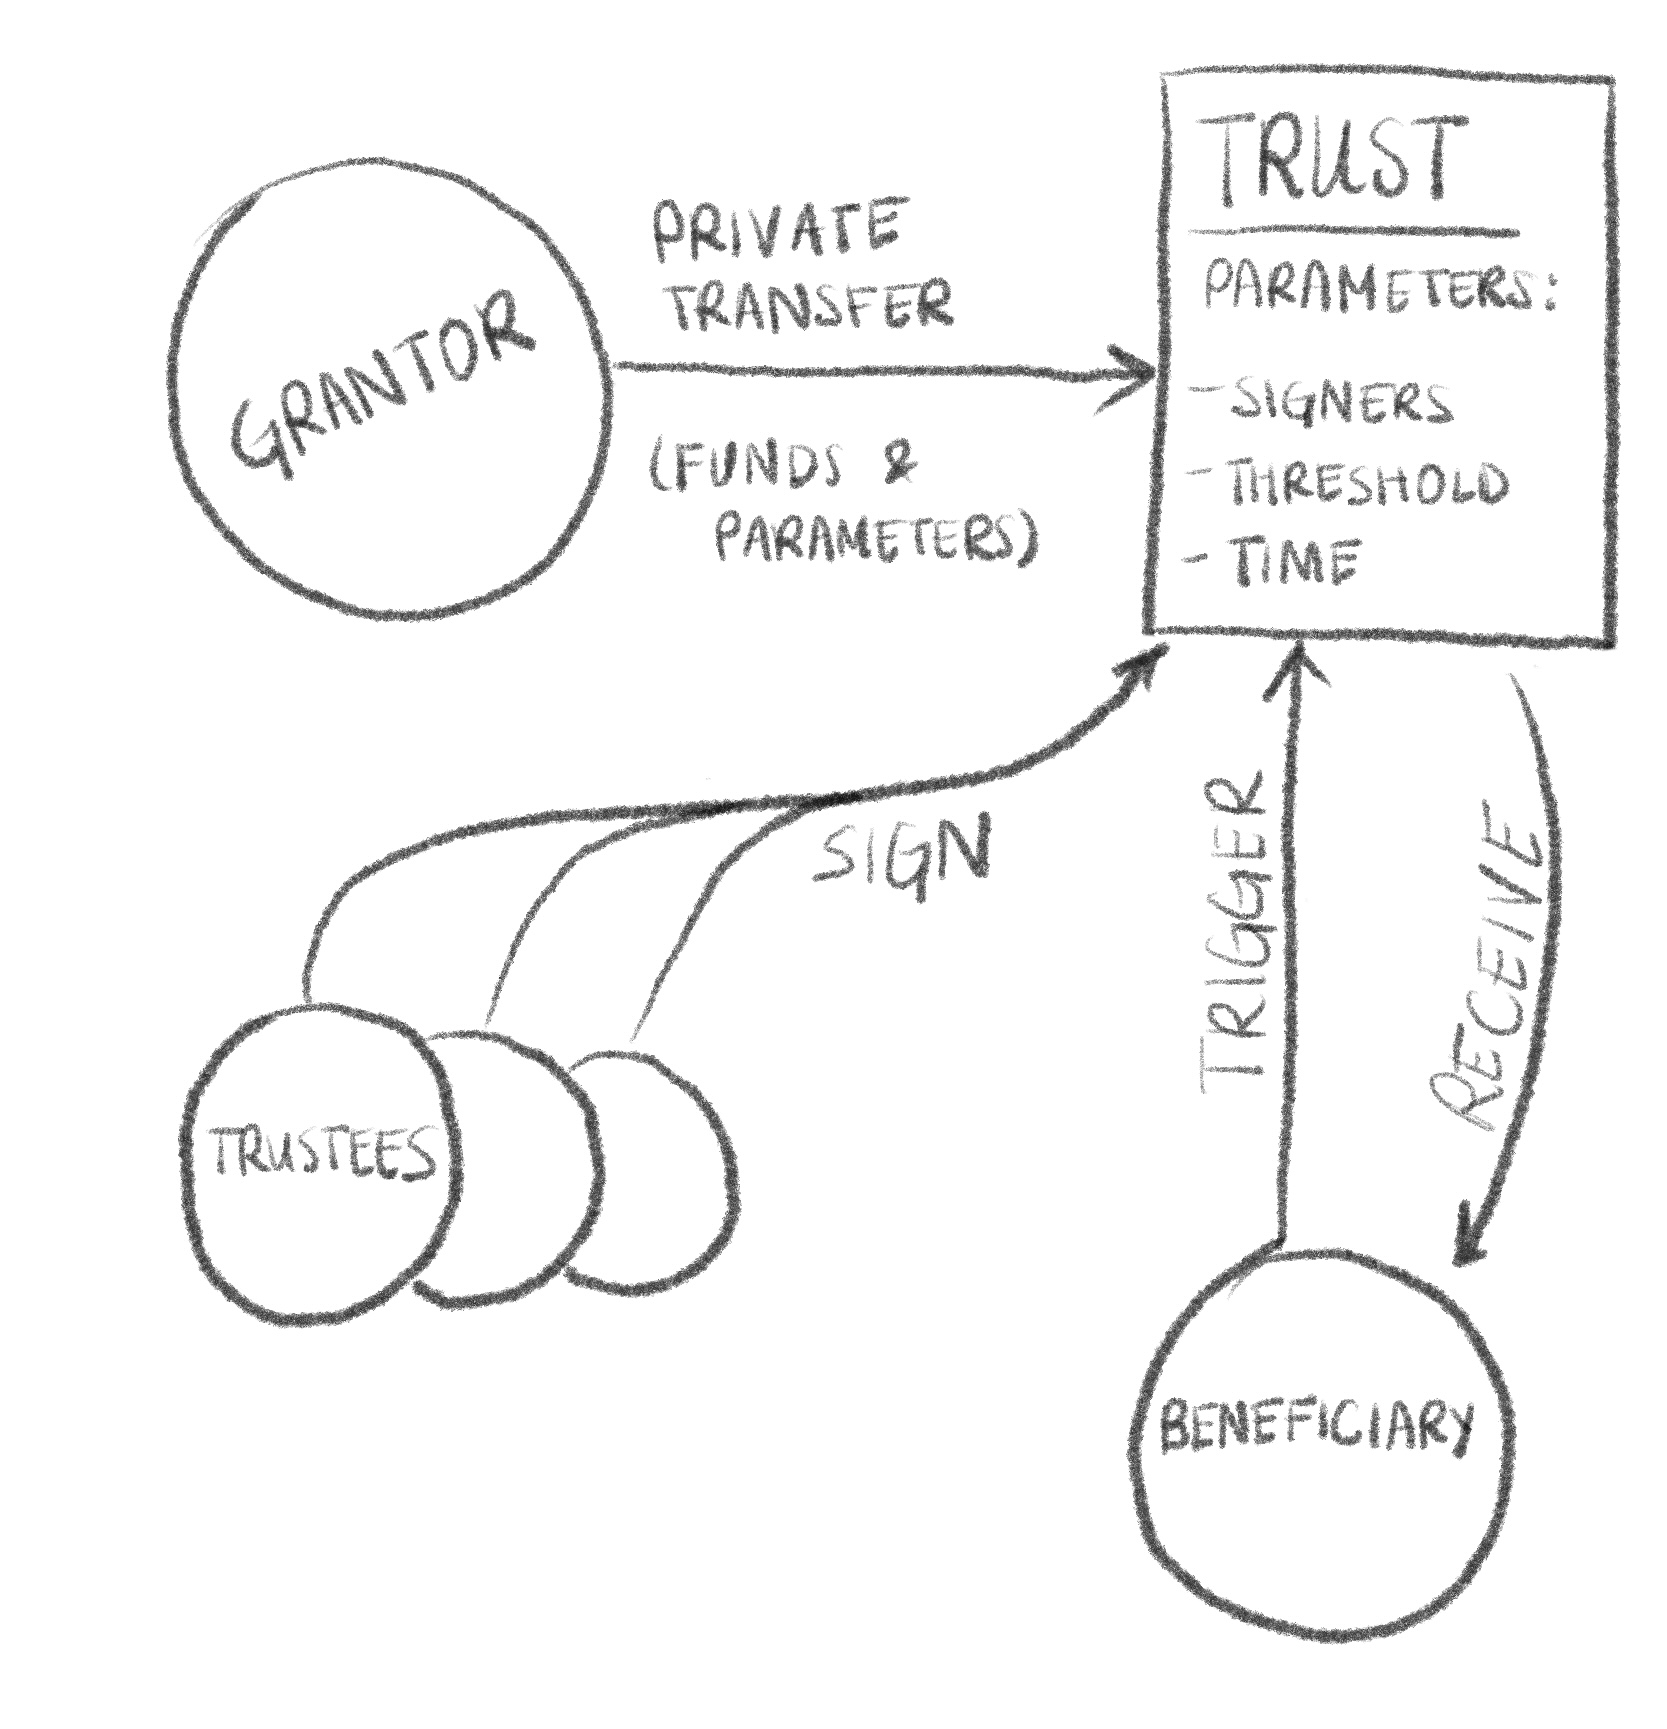 GRANTOR
PRIVATE
TRANSFER
(FUNDS &
PARAMETERS)
TRUST
PARAMETERS:
- SIGNERS
- THRESHOLD
- TIME
SIGN
TRUSTEES
TRIGGER
RECEIVE
BENEFICIARY